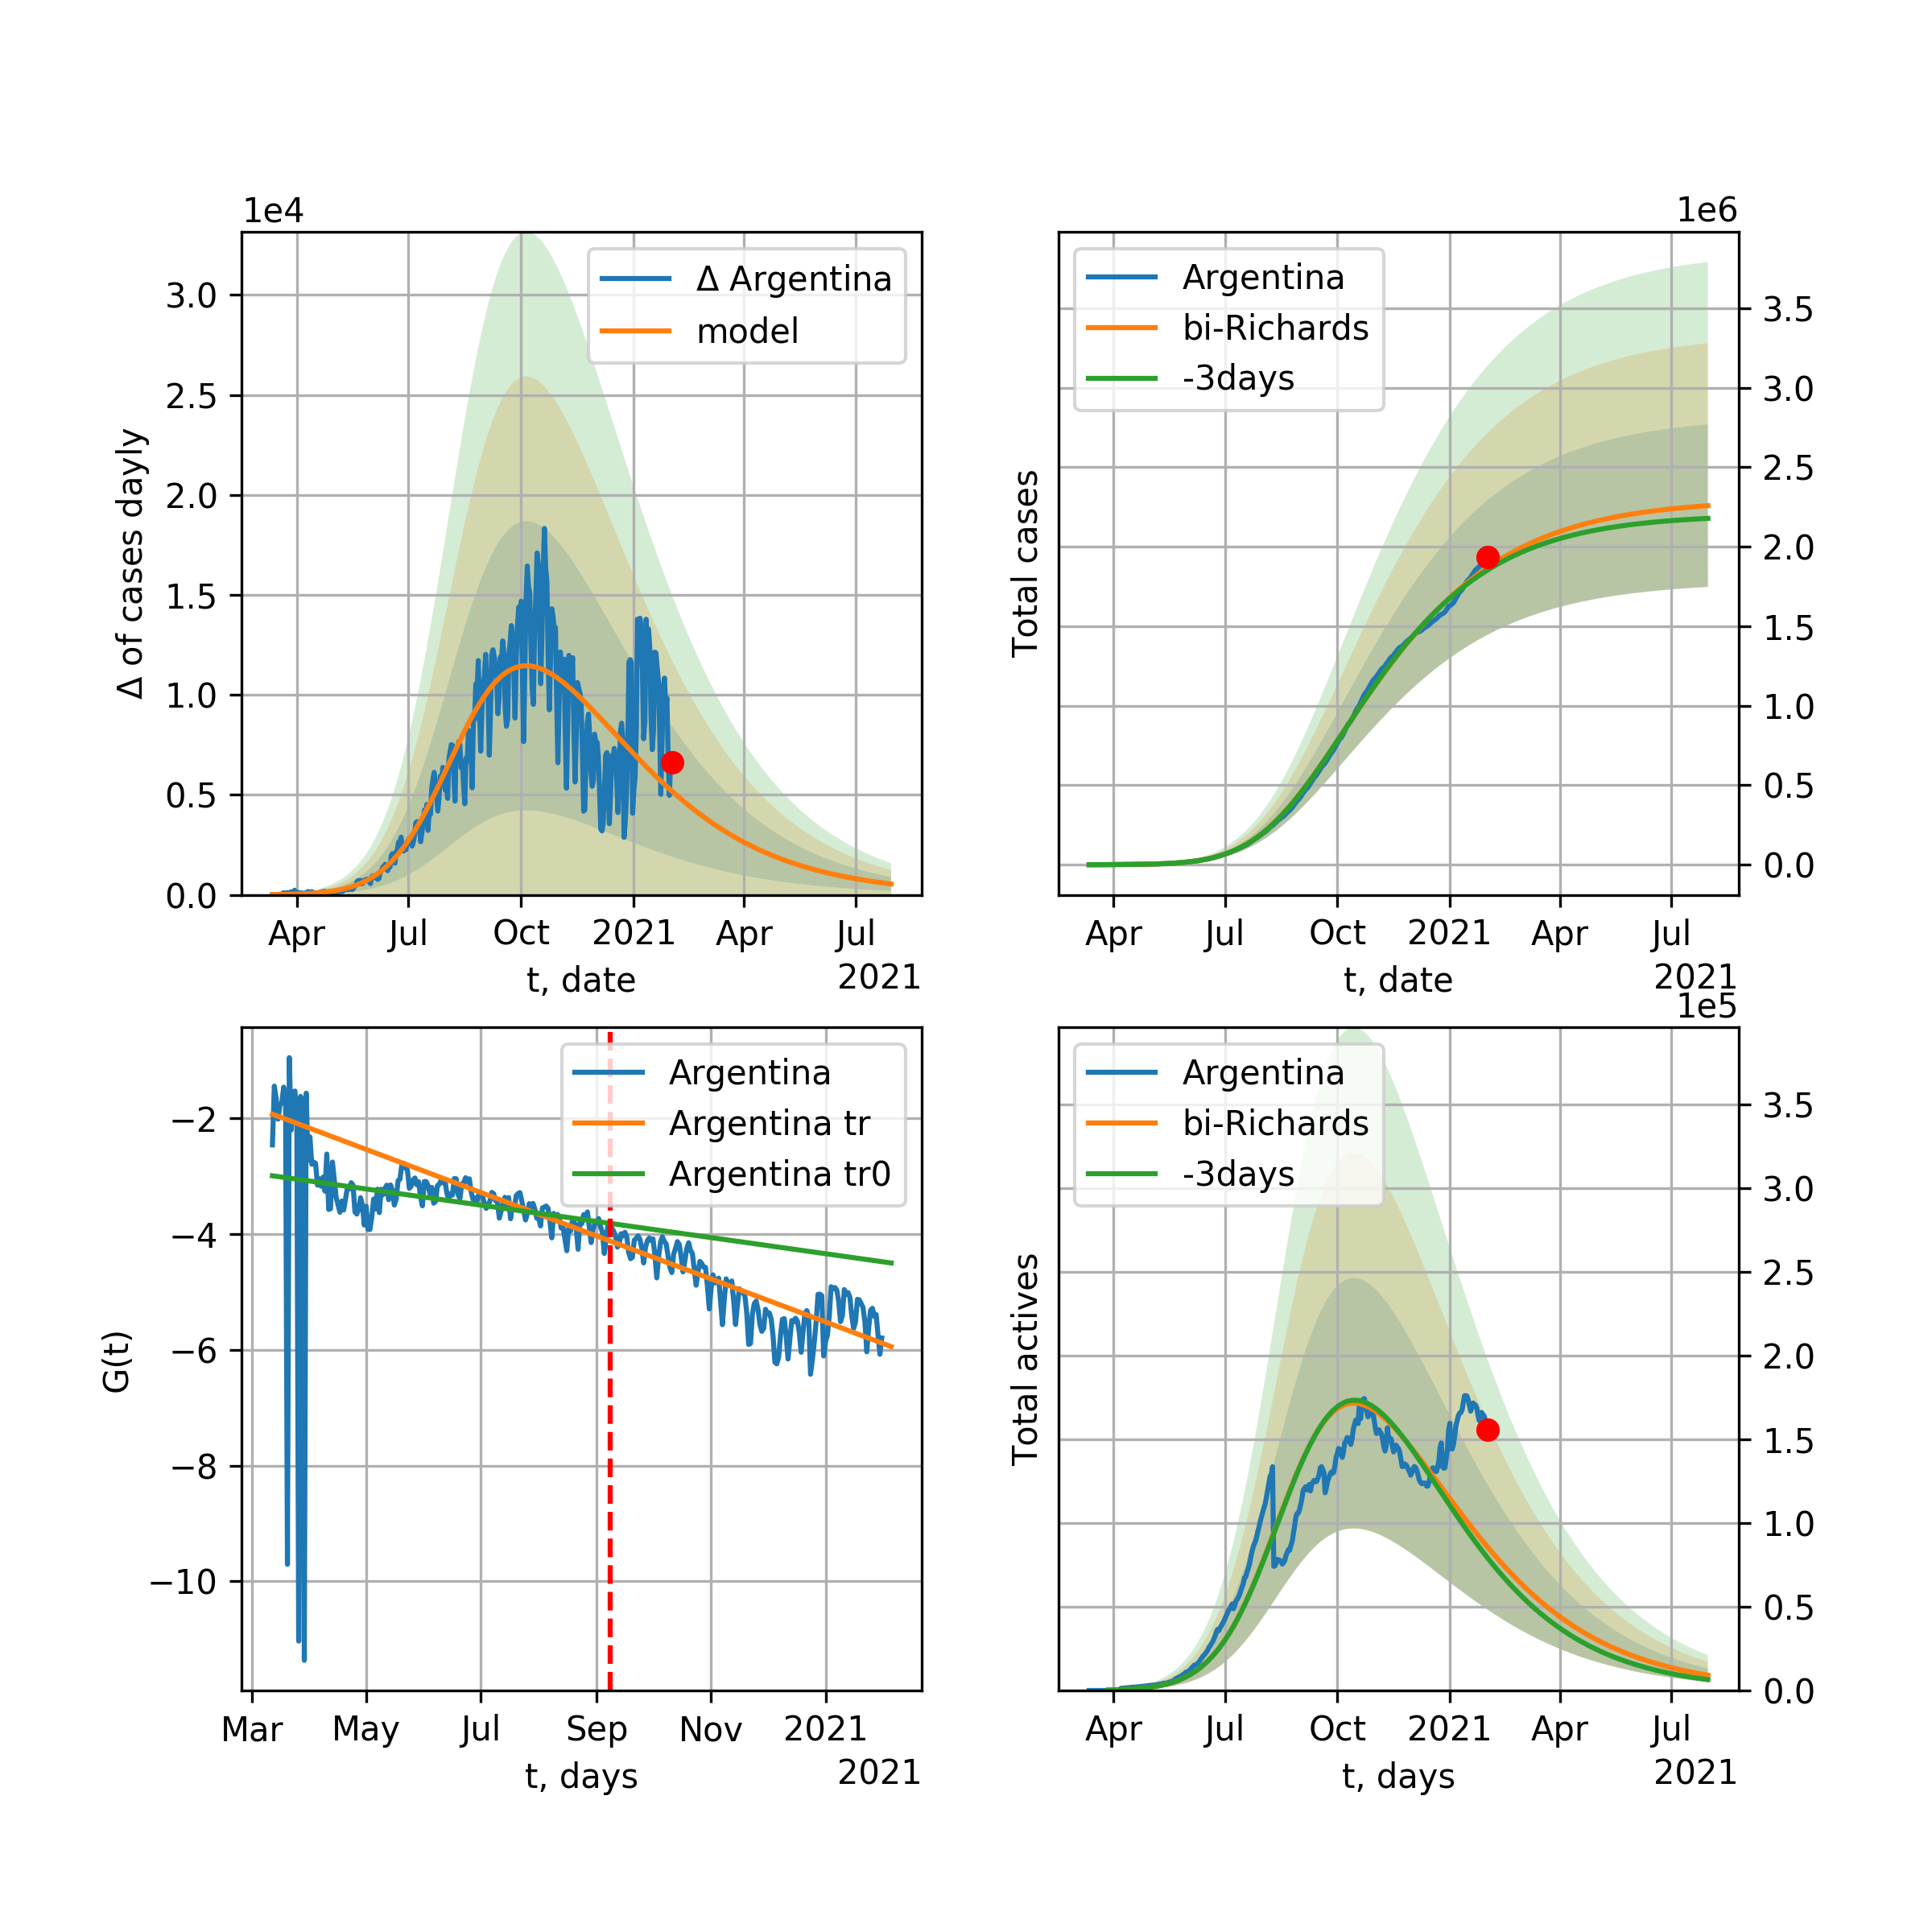 1e4
3.0
2.5
2.0
1.5
1.0
0.5
0.0
Δ of cases dayly
Δ Argentina
model
Apr Jul Oct 2021 Apr Jul
t, date
2021
1e6
Argentina
bi-Richards
-3days
Total cases
3.5
3.0
2.5
2.0
1.5
1.0
0.5
0.0
Apr Jul Oct 2021 Apr Jul
t, date
2021
−2
−4
−6
−8
−10
G(t)
Argentina
Argentina tr
Argentina tr0
Mar May Jul Sep Nov 2021
t, days
2021
1e5
Argentina
bi-Richards
-3days
Total actives
3.5
3.0
2.5
2.0
1.5
1.0
0.5
0.0
Apr Jul Oct 2021 Apr Jul
t, days
2021